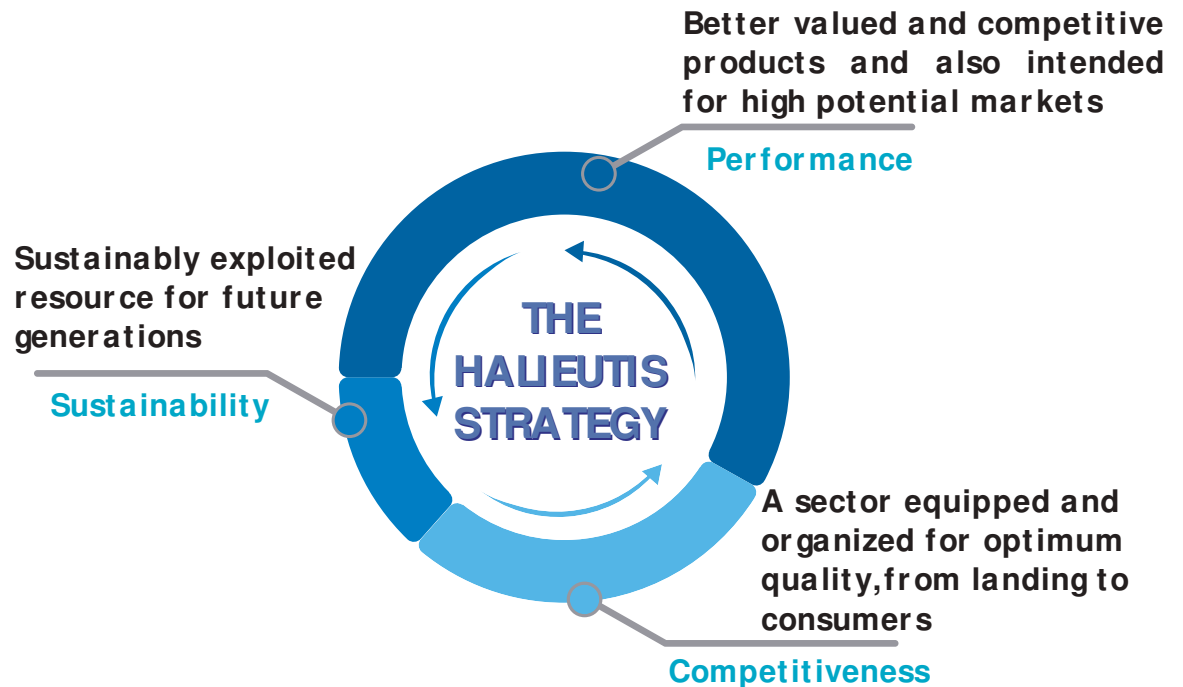 Better valued and competitive
products and also intended
for high potential markets
Performance
Sustainably exploited
resource for future
generations
Sustainability
THE
HALIEUTIS
STRATEGY
A sector equipped and
organized for optimum
quality,from landing to
consumers
Competitiveness